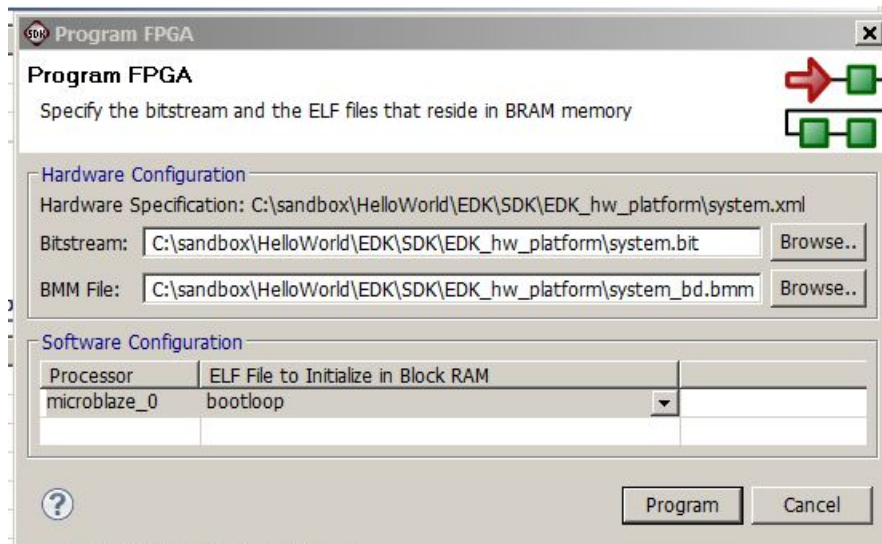 SDK Program FPGA
Program FPGA
Specify the bitstream and the ELF files that reside in BRAM memory
Hardware Configuration
Hardware Specification: C:\sandbox\HelloWorld\EDK\SDK\EDK_hw_platform\system.xml
Bitstream: C:\sandbox\HelloWorld\EDK\SDK\EDK_hw_platform\system.bit Browse..
BMM File: C:\sandbox\HelloWorld\EDK\SDK\EDK_hw_platform\system_bd.bmm Browse..
Software Configuration
Processor ELF File to Initialize in Block RAM
microblaze_0 bootloop
? Program Cancel